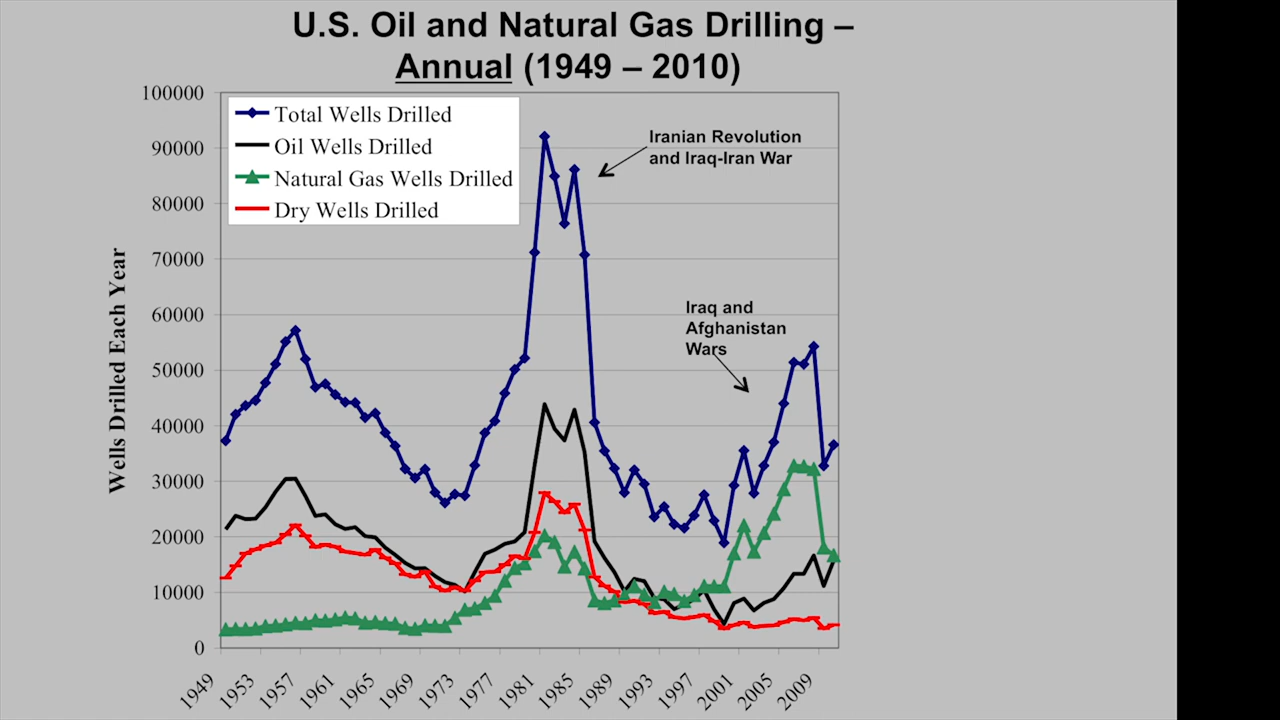 U.S. Oil and Natural Gas Drilling –
Annual (1949 – 2010)
100000
90000
80000
70000
60000
50000
40000
30000
20000
10000
0
Wells Drilled Each Year
Total Wells Drilled
Oil Wells Drilled
Natural Gas Wells Drilled
Dry Wells Drilled
Iranian Revolution
and Iraq-Iran War
Iraq and
Afghanistan
Wars
1949
1953
1957
1961
1965
1969
1973
1977
1981
1985
1989
1993
1997
2001
2005
2009